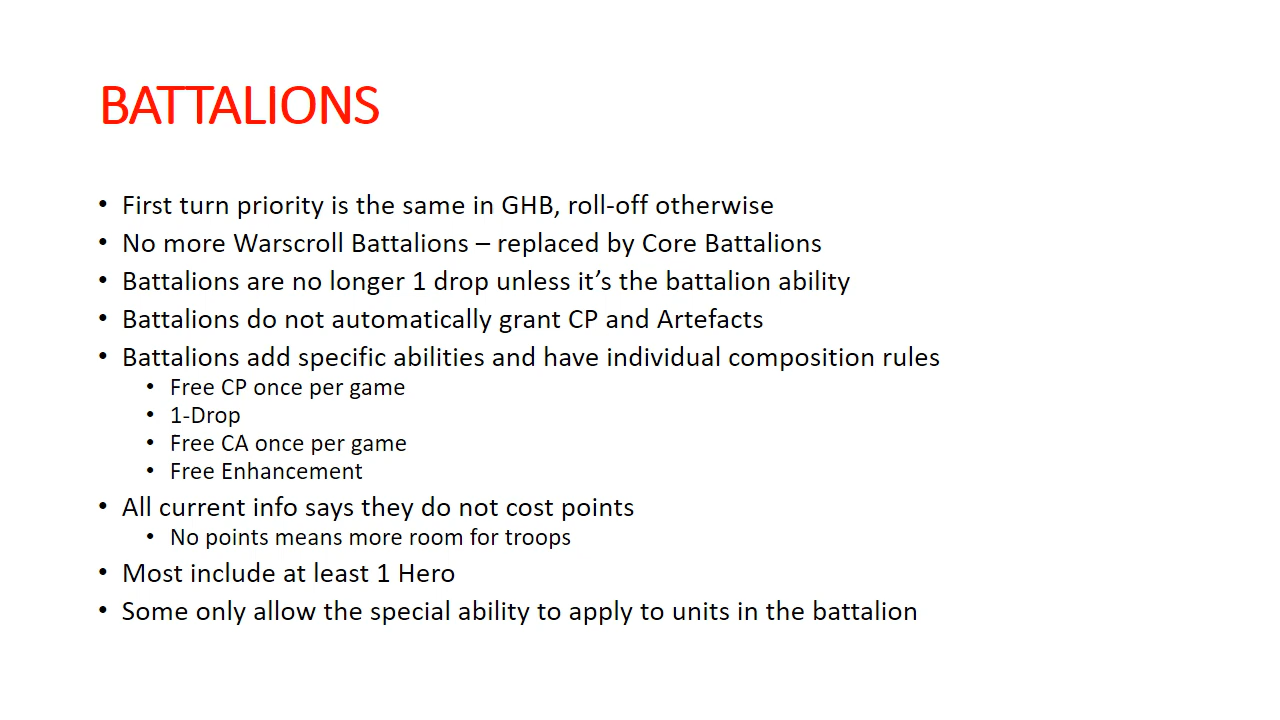 BATTALIONS
• First turn priority is the same in GHB, roll-off otherwise
• No more Warscroll Battalions – replaced by Core Battalions
• Battalions are no longer 1 drop unless it’s the battalion ability
• Battalions do not automatically grant CP and Artefacts
• Battalions add specific abilities and have individual composition rules
• Free CP once per game
• 1-Drop
• Free CA once per game
• Free Enhancement
• All current info says they do not cost points
• No points means more room for troops
• Most include at least 1 Hero
• Some only allow the special ability to apply to units in the battalion